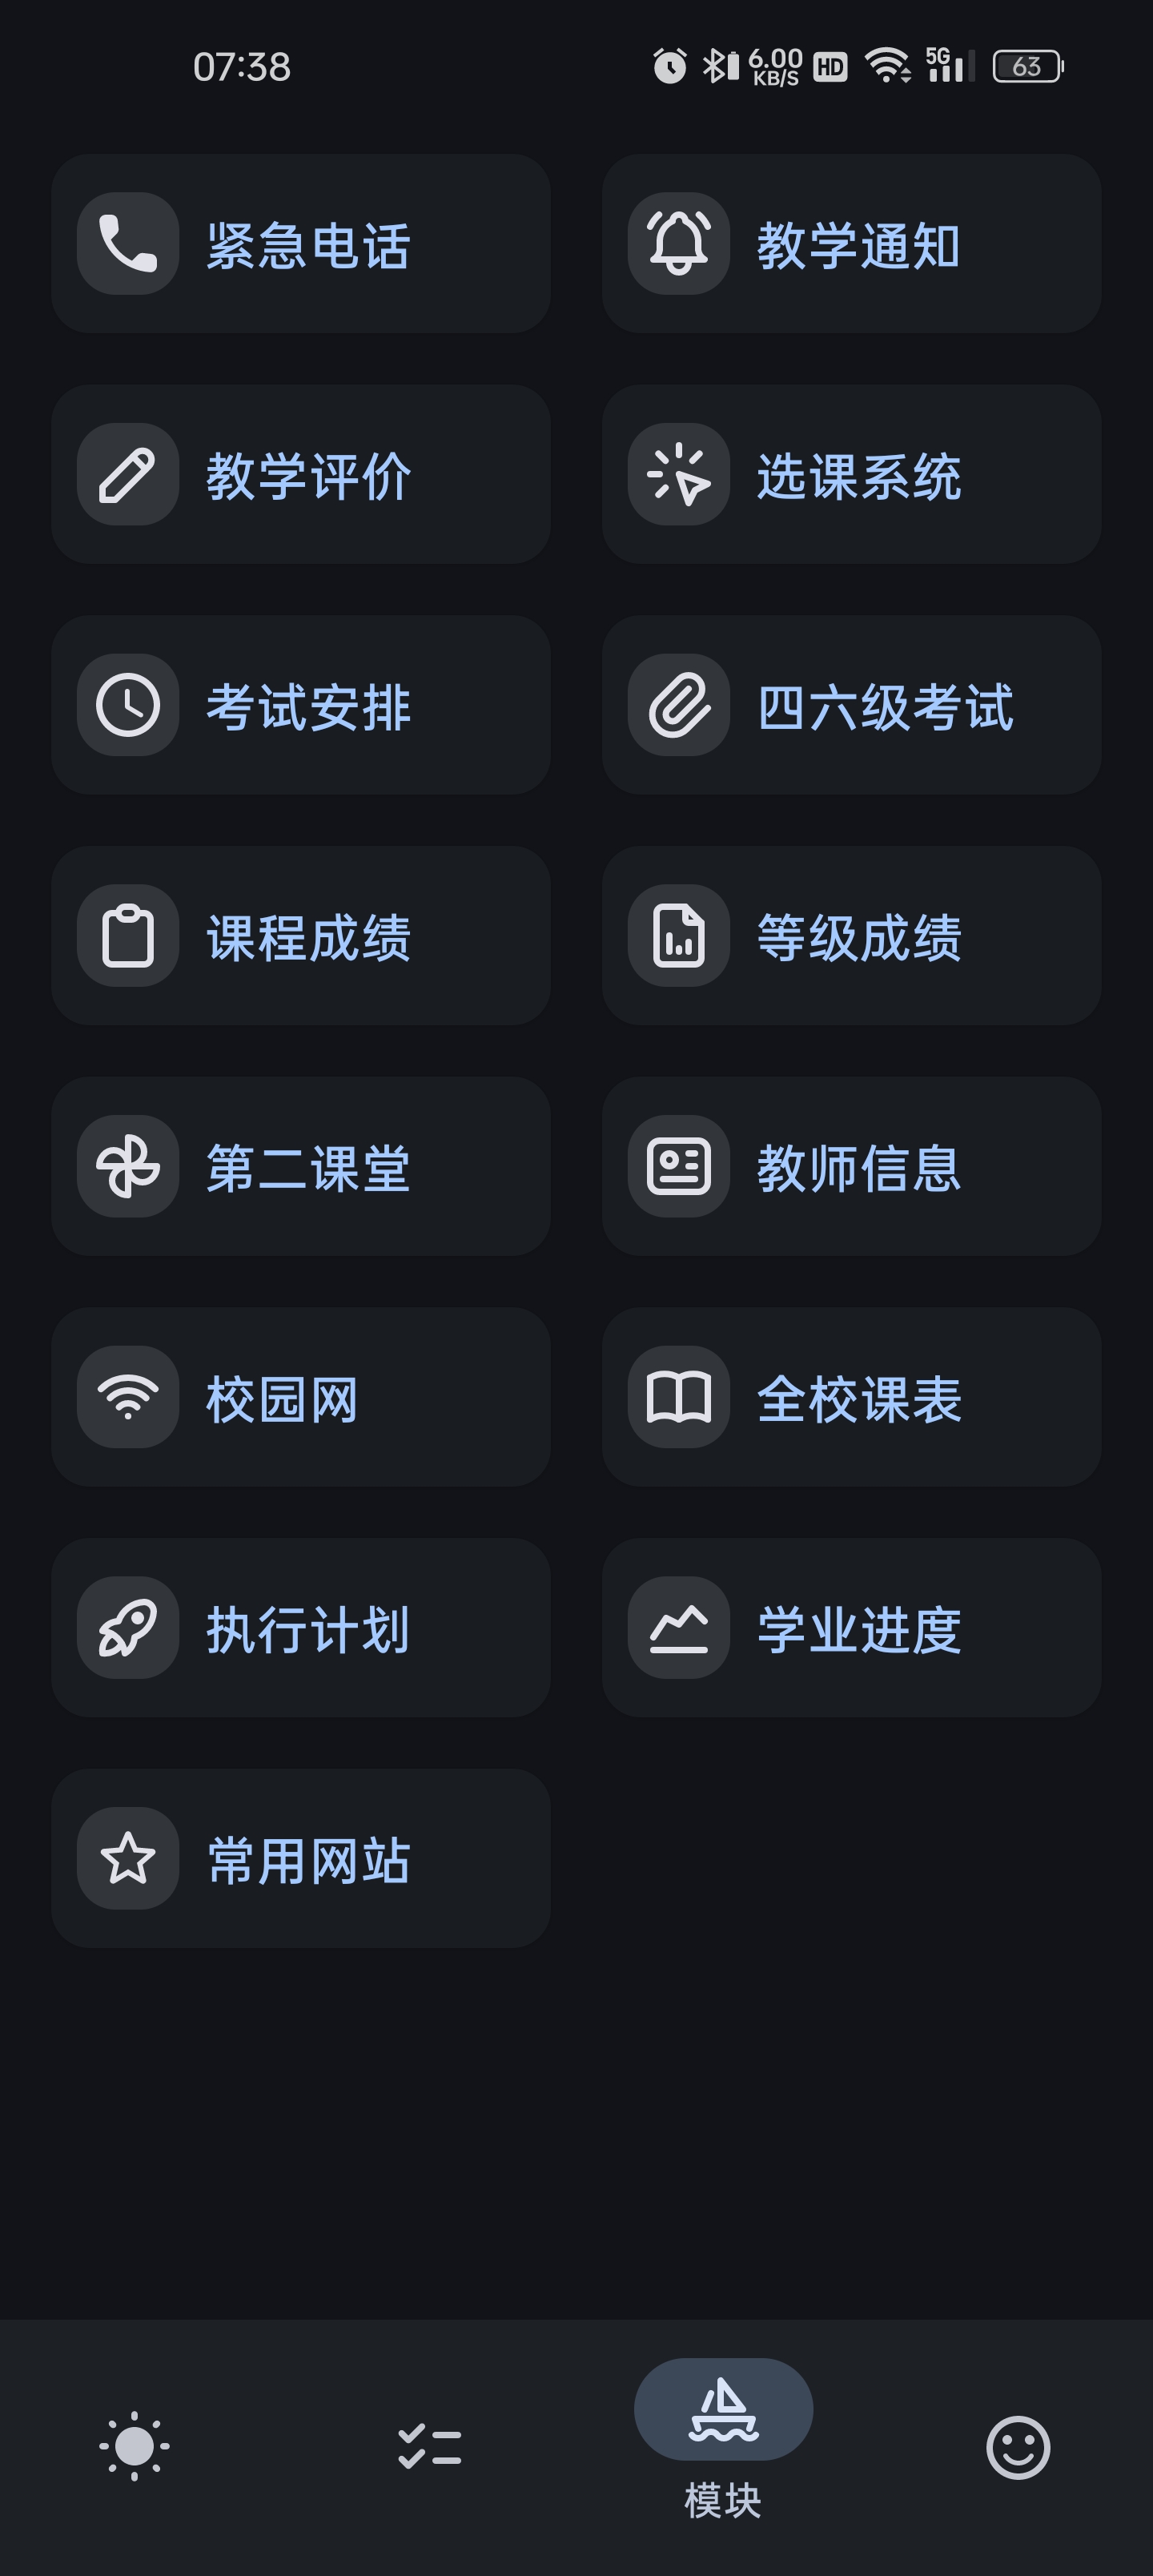 07:38
6.00
KB/S
HD
5G
63
紧急电话
教学通知
教学评价
选课系统
考试安排
四六级考试
课程成绩
等级成绩
第二课堂
教师信息
校园网
全校课表
执行计划
学业进度
常用网站
模块